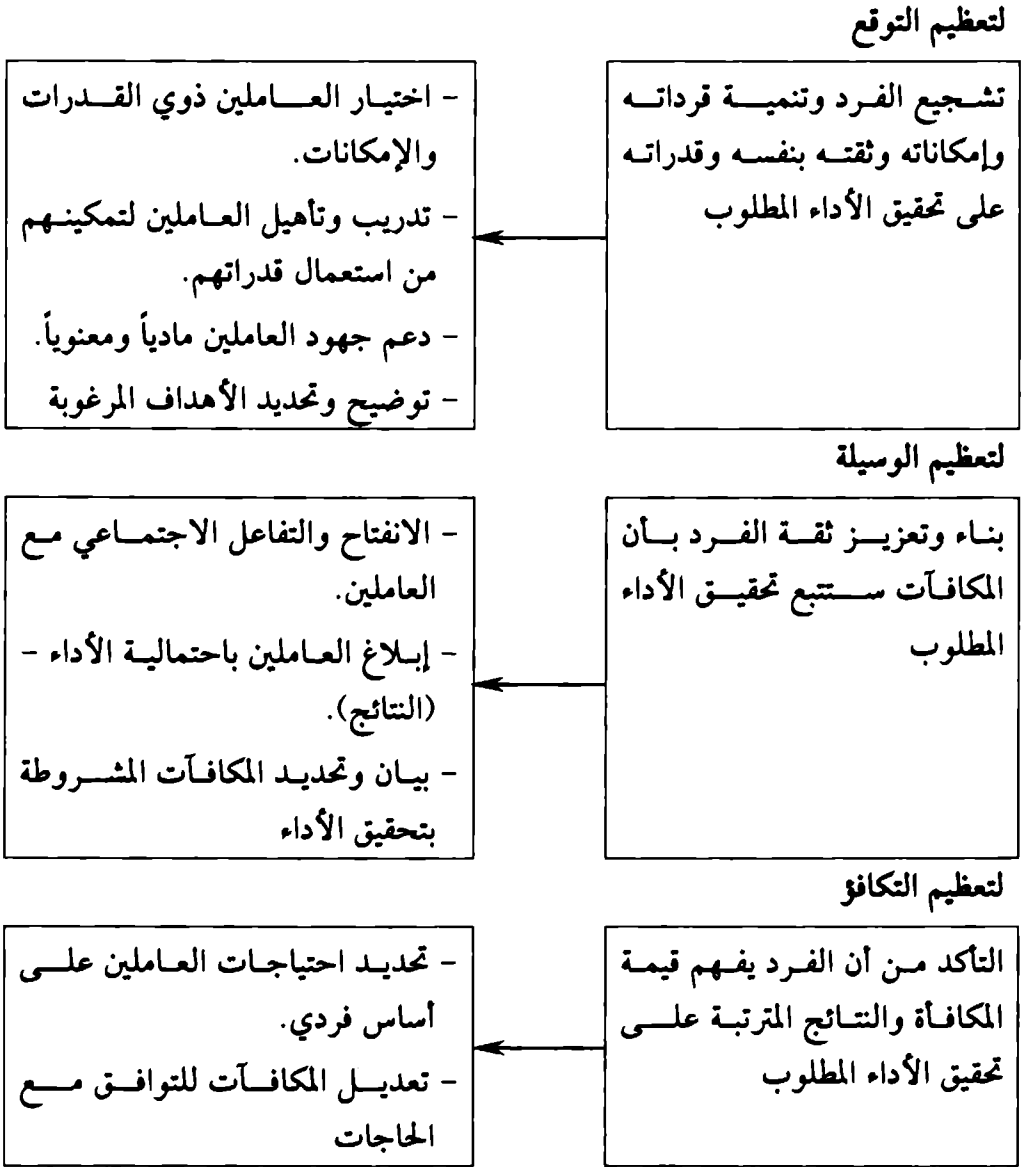 لتعظيم التوقع
تشجيع الفرد وتنمية قرداته
وإمكاناته وثقته بنفسه وقدراته
على تحقيق الأداء المطلوب
- اختيار العاملين ذوي القدرات
والإمكانات.
- تدريب وتأهيل العاملين لتمكينهم
من استعمال قدراتهم.
- دعم جهود العاملين مادياً ومعنوياً.
- توضيح وتحديد الأهداف المرغوبة
لتعظيم الوسيلة
بناء وتعزيز ثقة الفرد بأن
المكافآت ستتبع تحقيق الأداء
المطلوب
- الانفتاح والتفاعل الاجتماعي مع
العاملين.
- إبلاغ العاملين باحتمالية الأداء -
(النتائج).
- بيان وتحديد المكافآت المشروطة
بتحقيق الأداء
لتعظيم التكافؤ
التأكد من أن الفرد يفهم قيمة
المكافأة والنتائج المترتبة على
تحقيق الأداء المطلوب
- تحديد احتياجات العاملين على
أساس فردي.
- تعديل المكافآت للتوافق مع
الحاجات